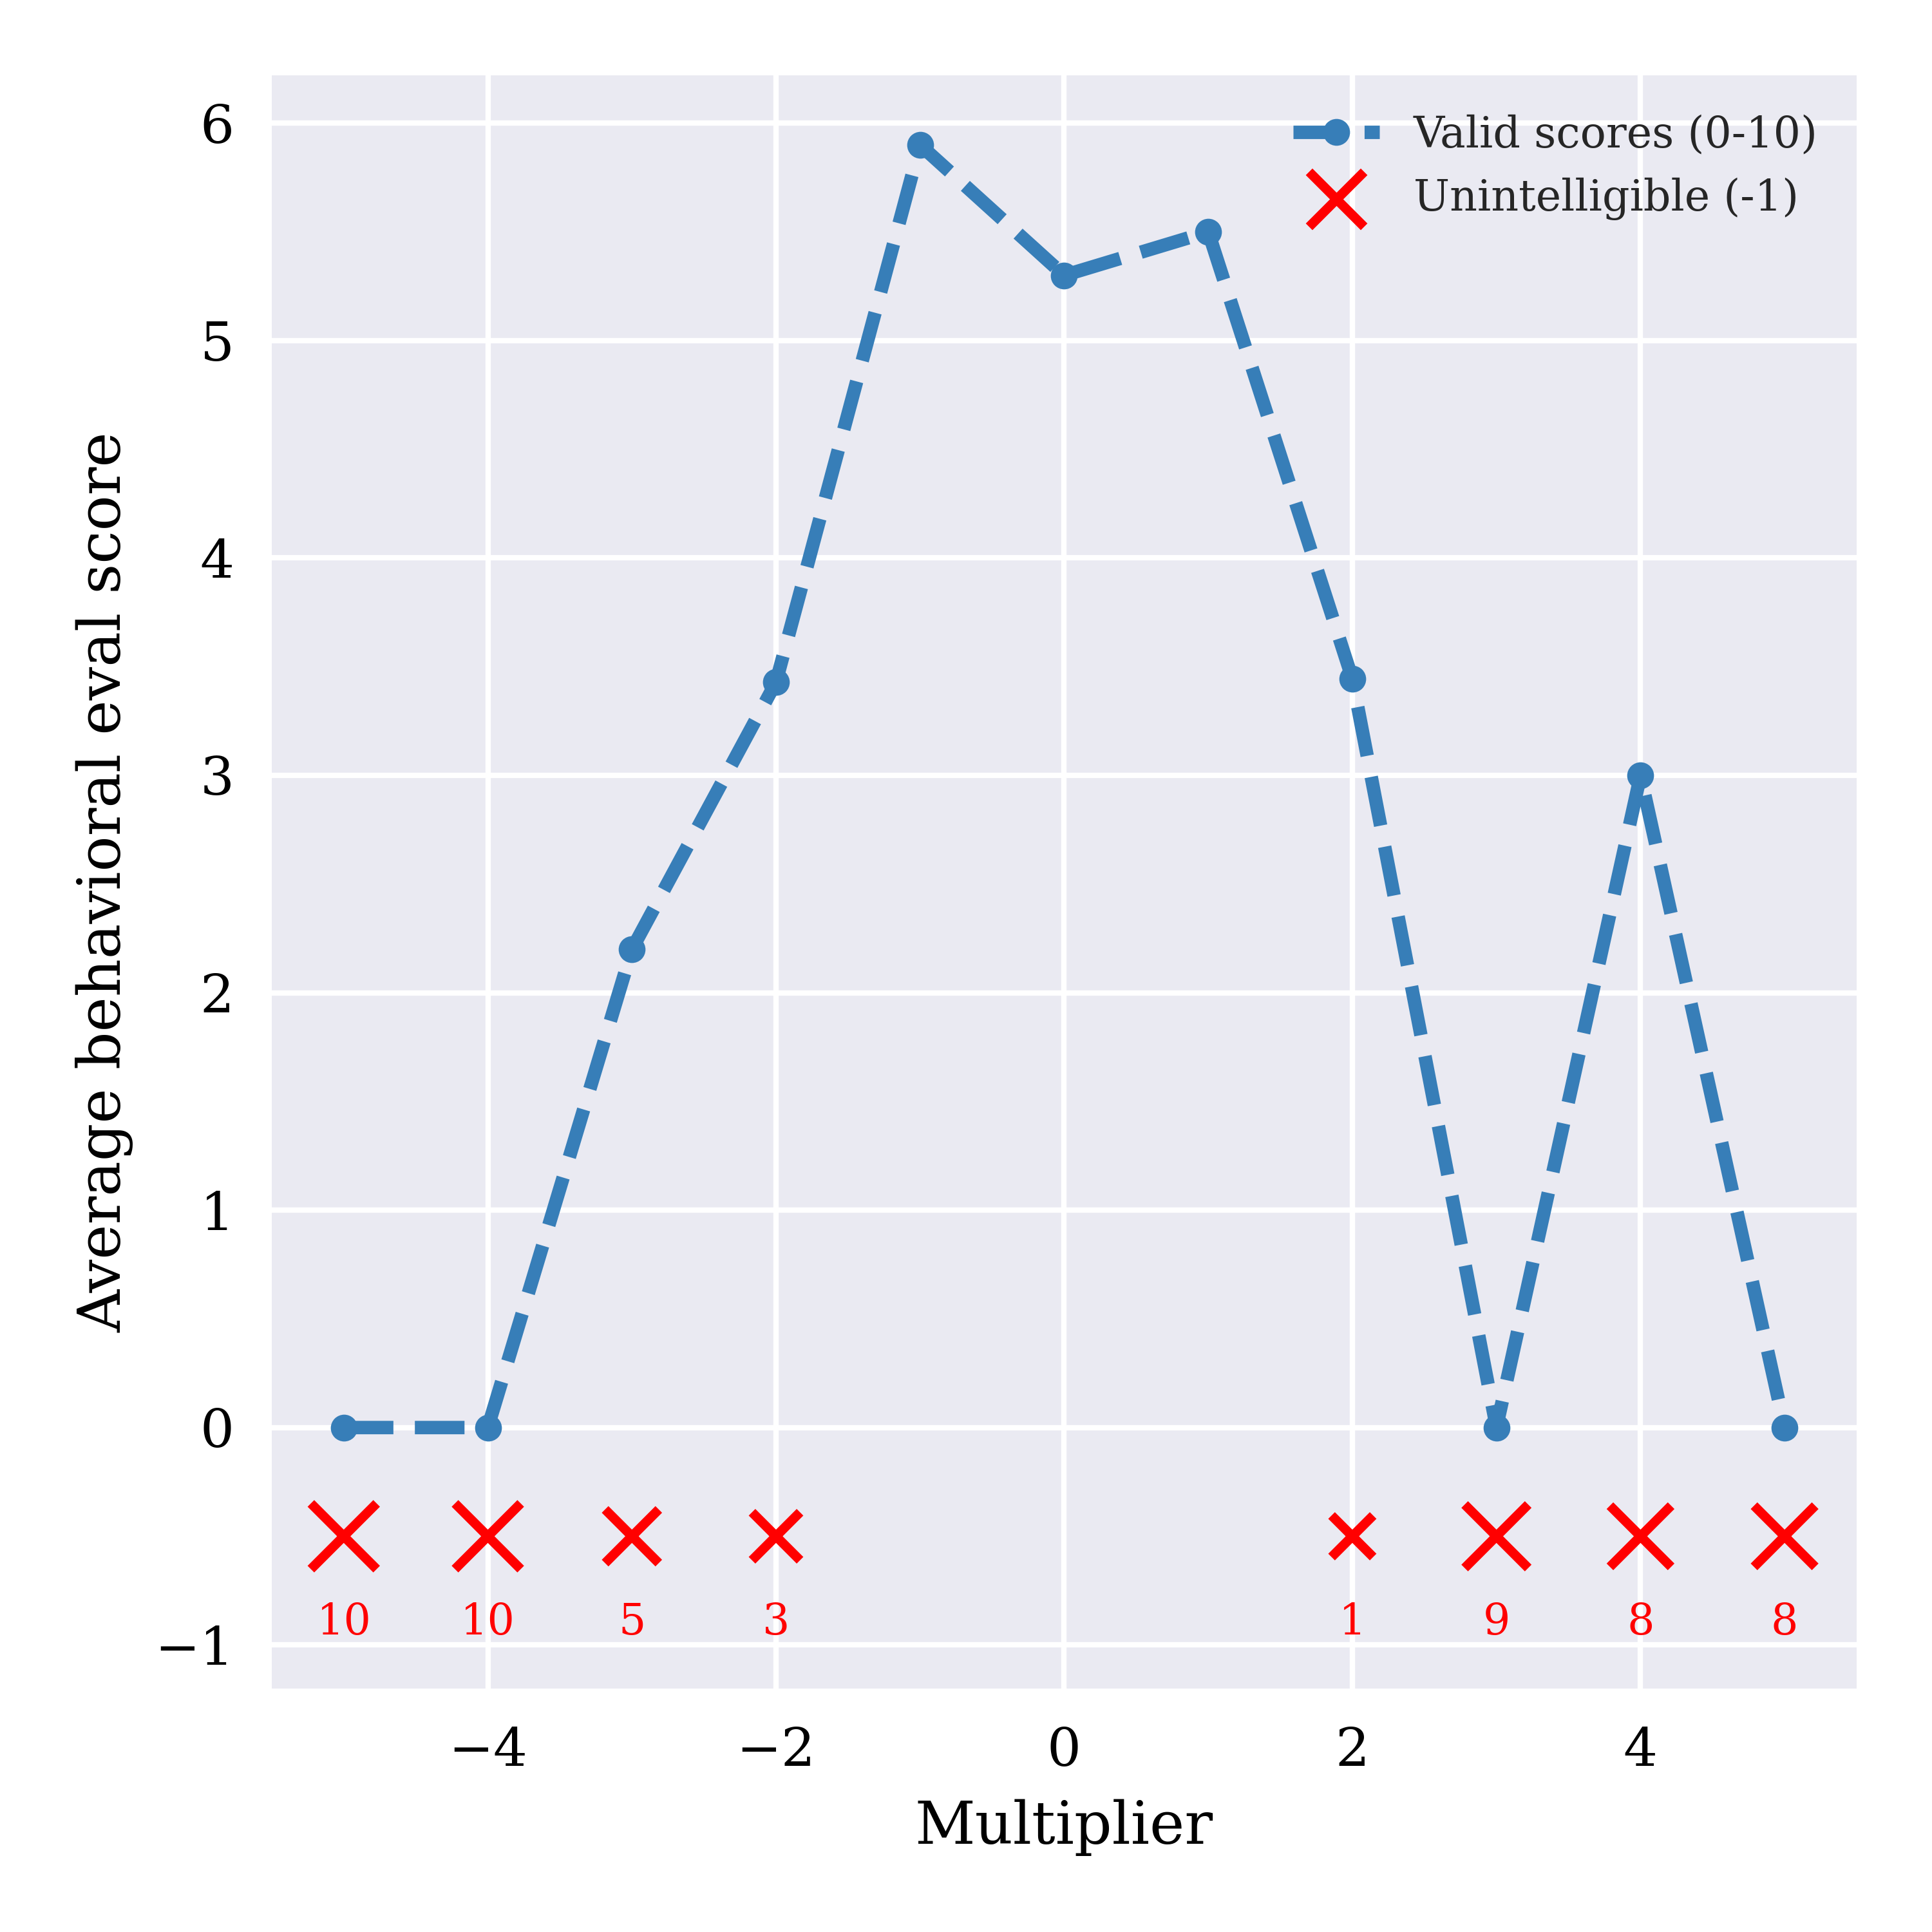 6
5
4
3
2
1
0
−1
Average behavioral eval score
Valid scores (0-10)
Unintelligible (-1)
10 10 5 3 1 9 8 8
−4 −2 0 2 4
Multiplier